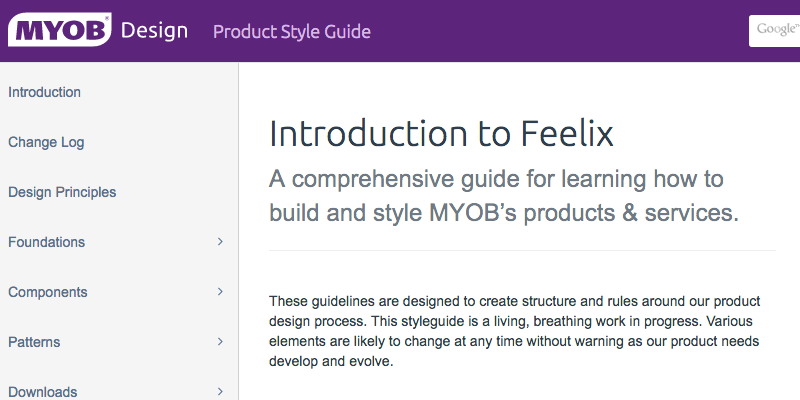 MYOB® Design Product Style Guide
Google™
Introduction
Change Log
Design Principles
Foundations
Components
Patterns
Downloads
Introduction to Feelix
A comprehensive guide for learning how to
build and style MYOB’s products & services.
These guidelines are designed to create structure and rules around our product
design process. This styleguide is a living, breathing work in progress. Various
elements are likely to change at any time without warning as our product needs
develop and evolve.